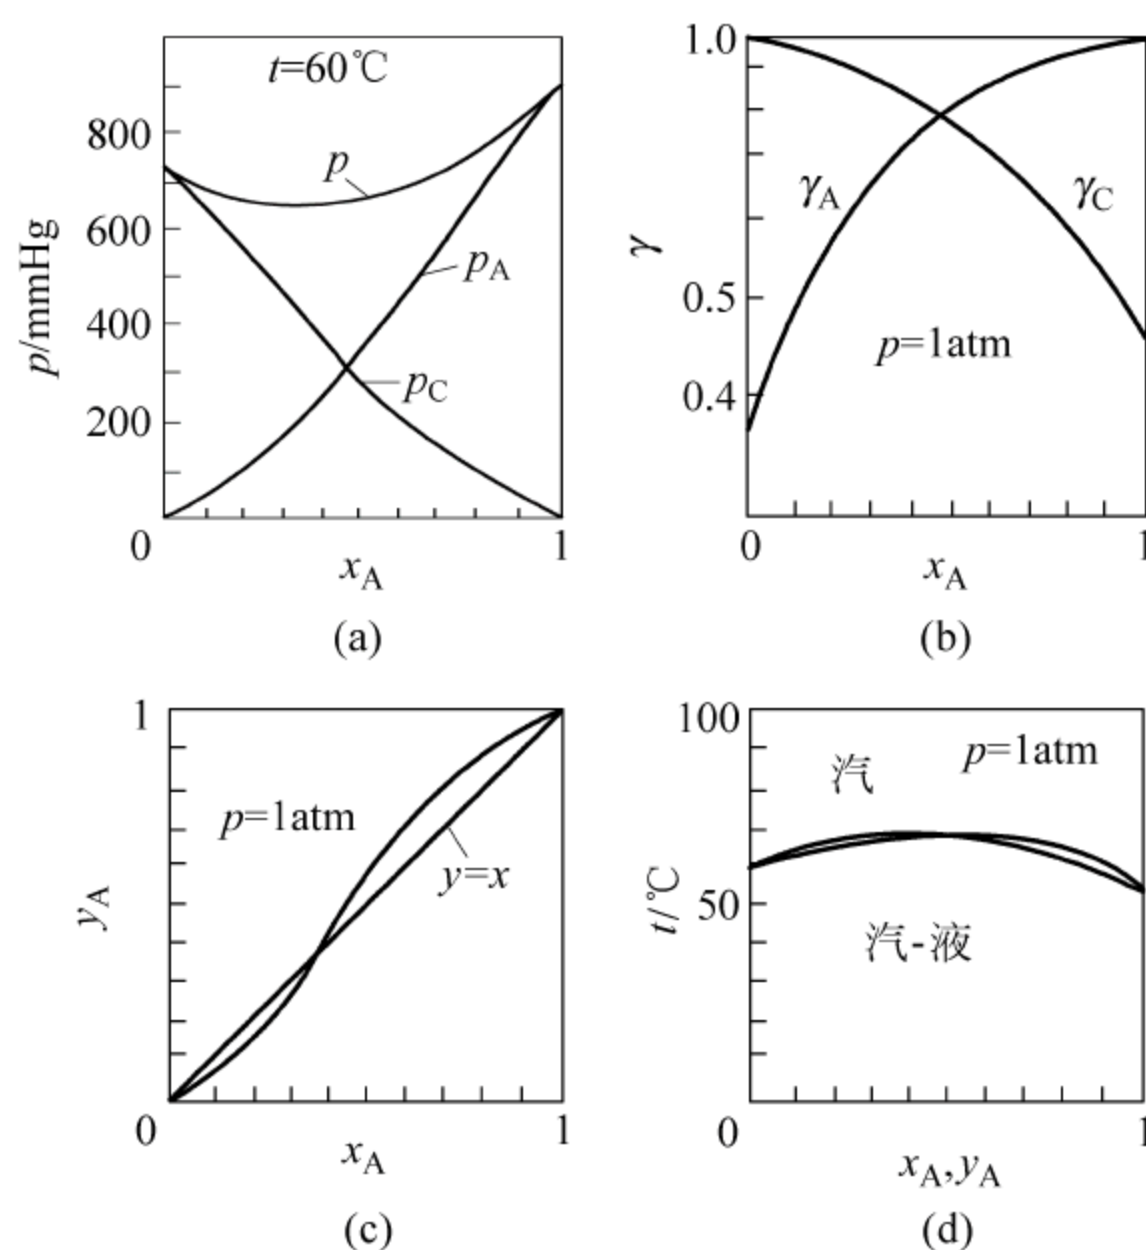 t=60℃
p/mmHg
800
600
400
200
0
1
p
pA
pC
xA
(a)
1.0
0.5
0.4
γ
γA
γC
p=1atm
0
1
xA
(b)
1
p=1atm
y=x
yA
0
1
xA
(c)
100
50
t/℃
汽
p=1atm
汽-液
0
1
xA,yA
(d)